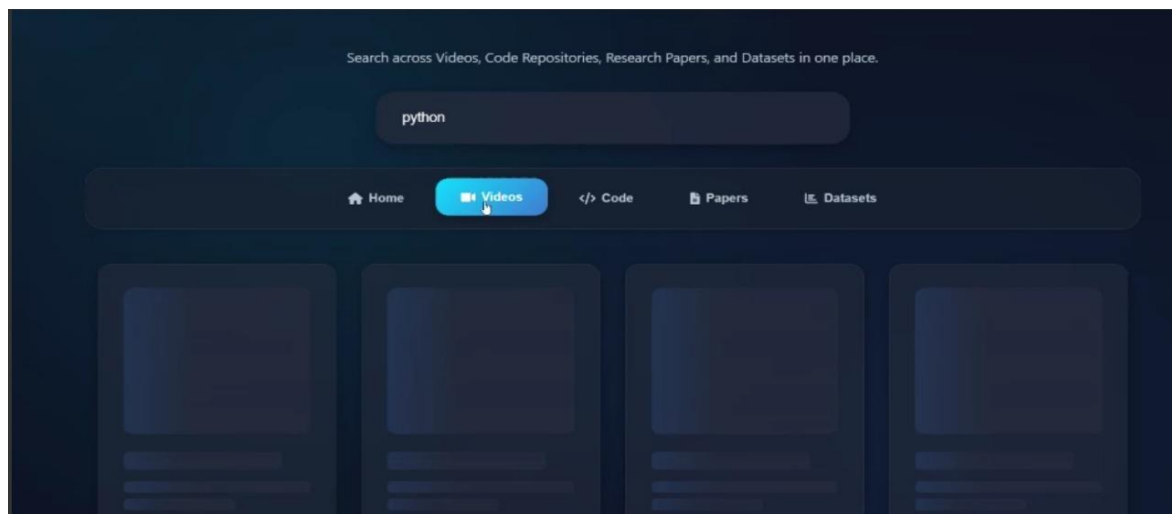 Search across Videos, Code Repositories, Research Papers, and Datasets in one place.
python
Home Videos </> Code Papers Datasets